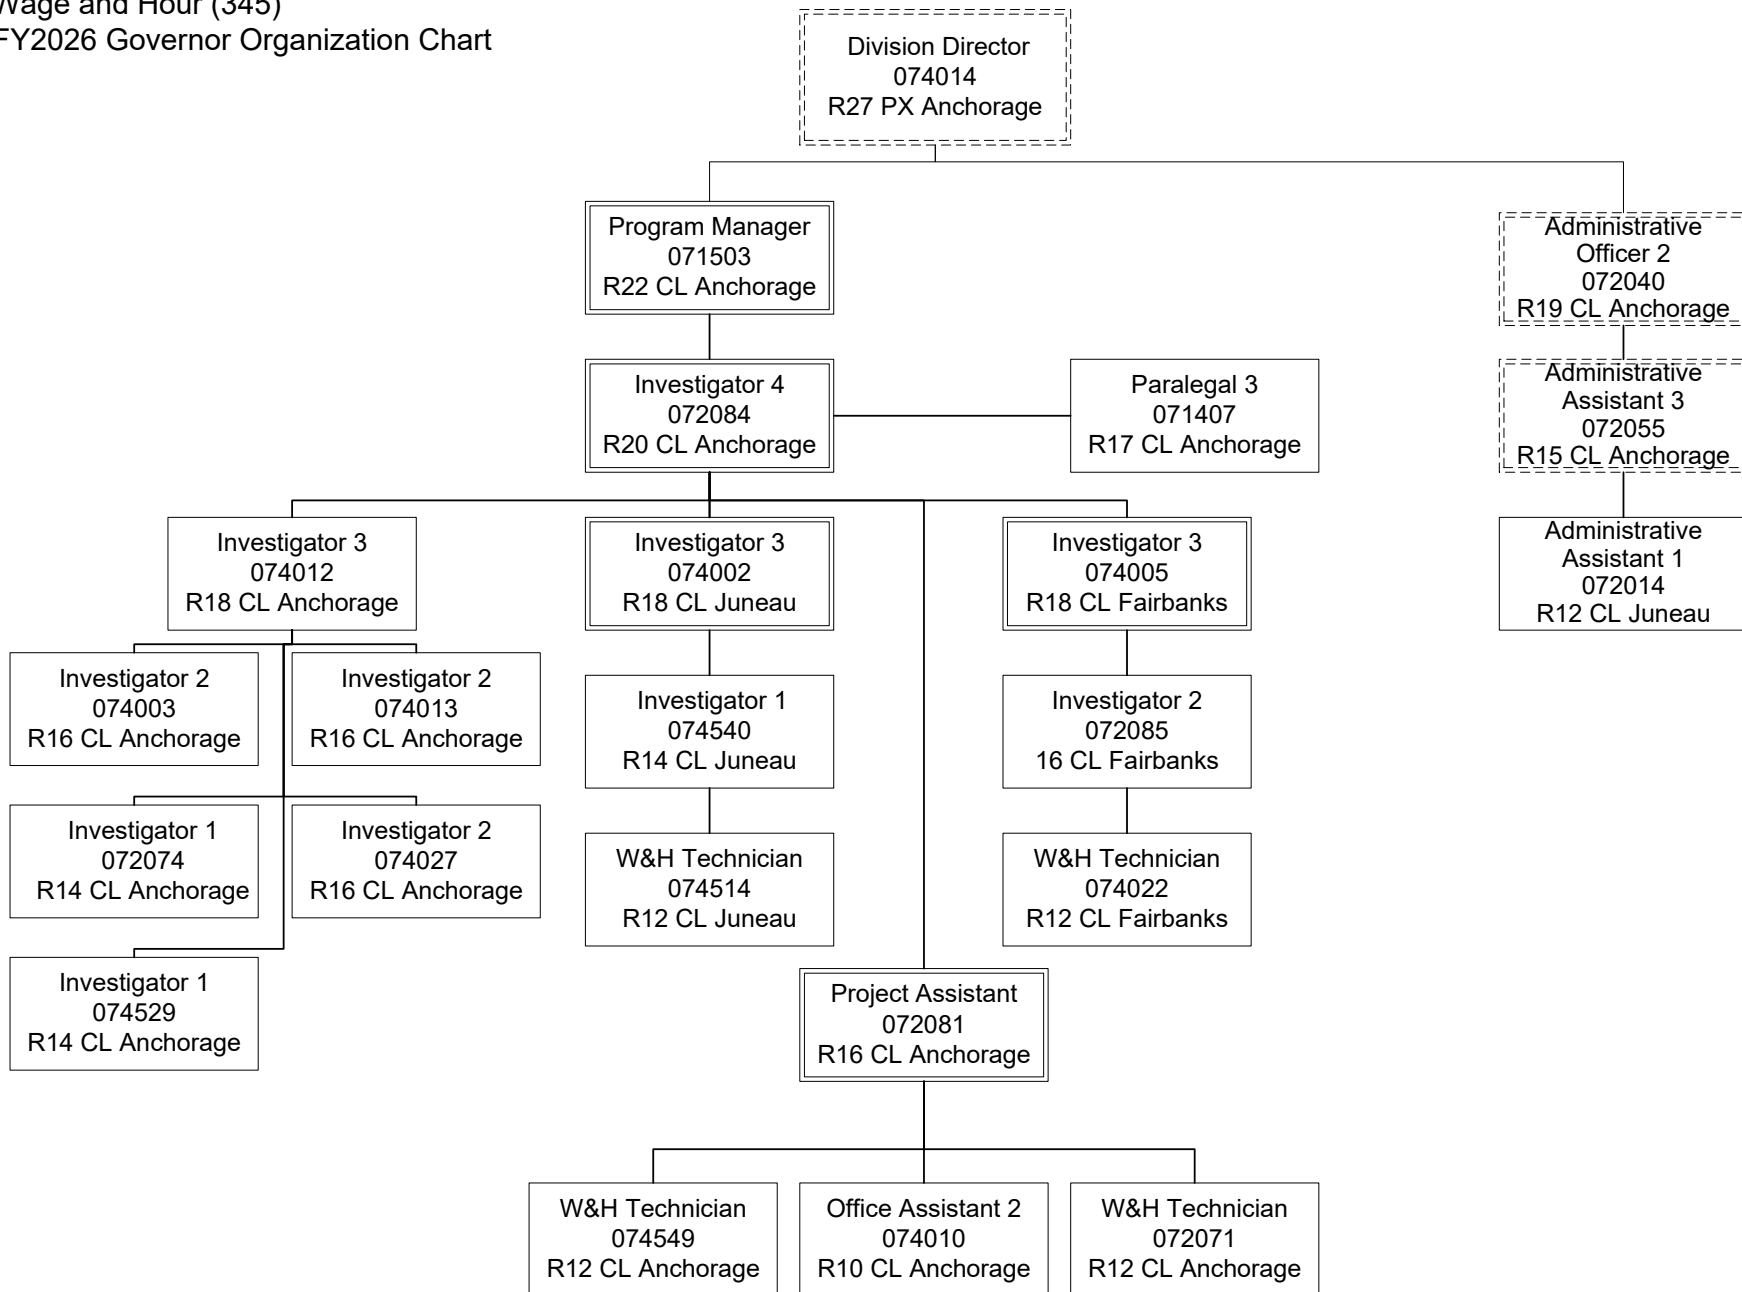 Wage and Hour (345)
FY2026 Governor Organization Chart
Division Director
074014
R27 PX Anchorage
Program Manager
071503
R22 CL Anchorage
Administrative
Officer 2
072040
R19 CL Anchorage
Investigator 4
072084
R20 CL Anchorage
Paralegal 3
071407
R17 CL Anchorage
Administrative
Assistant 3
072055
R15 CL Anchorage
Investigator 3
074012
R18 CL Anchorage
Investigator 3
074002
R18 CL Juneau
Investigator 3
074005
R18 CL Fairbanks
Administrative
Assistant 1
072014
R12 CL Juneau
Investigator 2
074003
R16 CL Anchorage
Investigator 2
074013
R16 CL Anchorage
Investigator 1
074540
R14 CL Juneau
Investigator 2
072085
16 CL Fairbanks
Investigator 1
072074
R14 CL Anchorage
Investigator 2
074027
R16 CL Anchorage
W&H Technician
074514
R12 CL Juneau
W&H Technician
074022
R12 CL Fairbanks
Investigator 1
074529
R14 CL Anchorage
Project Assistant
072081
R16 CL Anchorage
W&H Technician
074549
R12 CL Anchorage
Office Assistant 2
074010
R10 CL Anchorage
W&H Technician
072071
R12 CL Anchorage